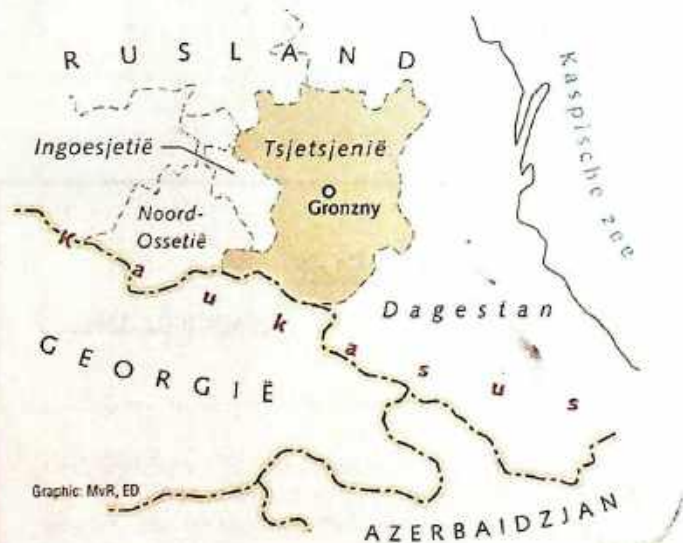 RUSLAND
Kaspische zee
Ingoesjetië
Tsjetsjenië
Gronzny
Noord-
Ossetië
Kaukasus
Dagestan
GEORGIË
Graphic: MvR, ED
AZERBAIDZJAN